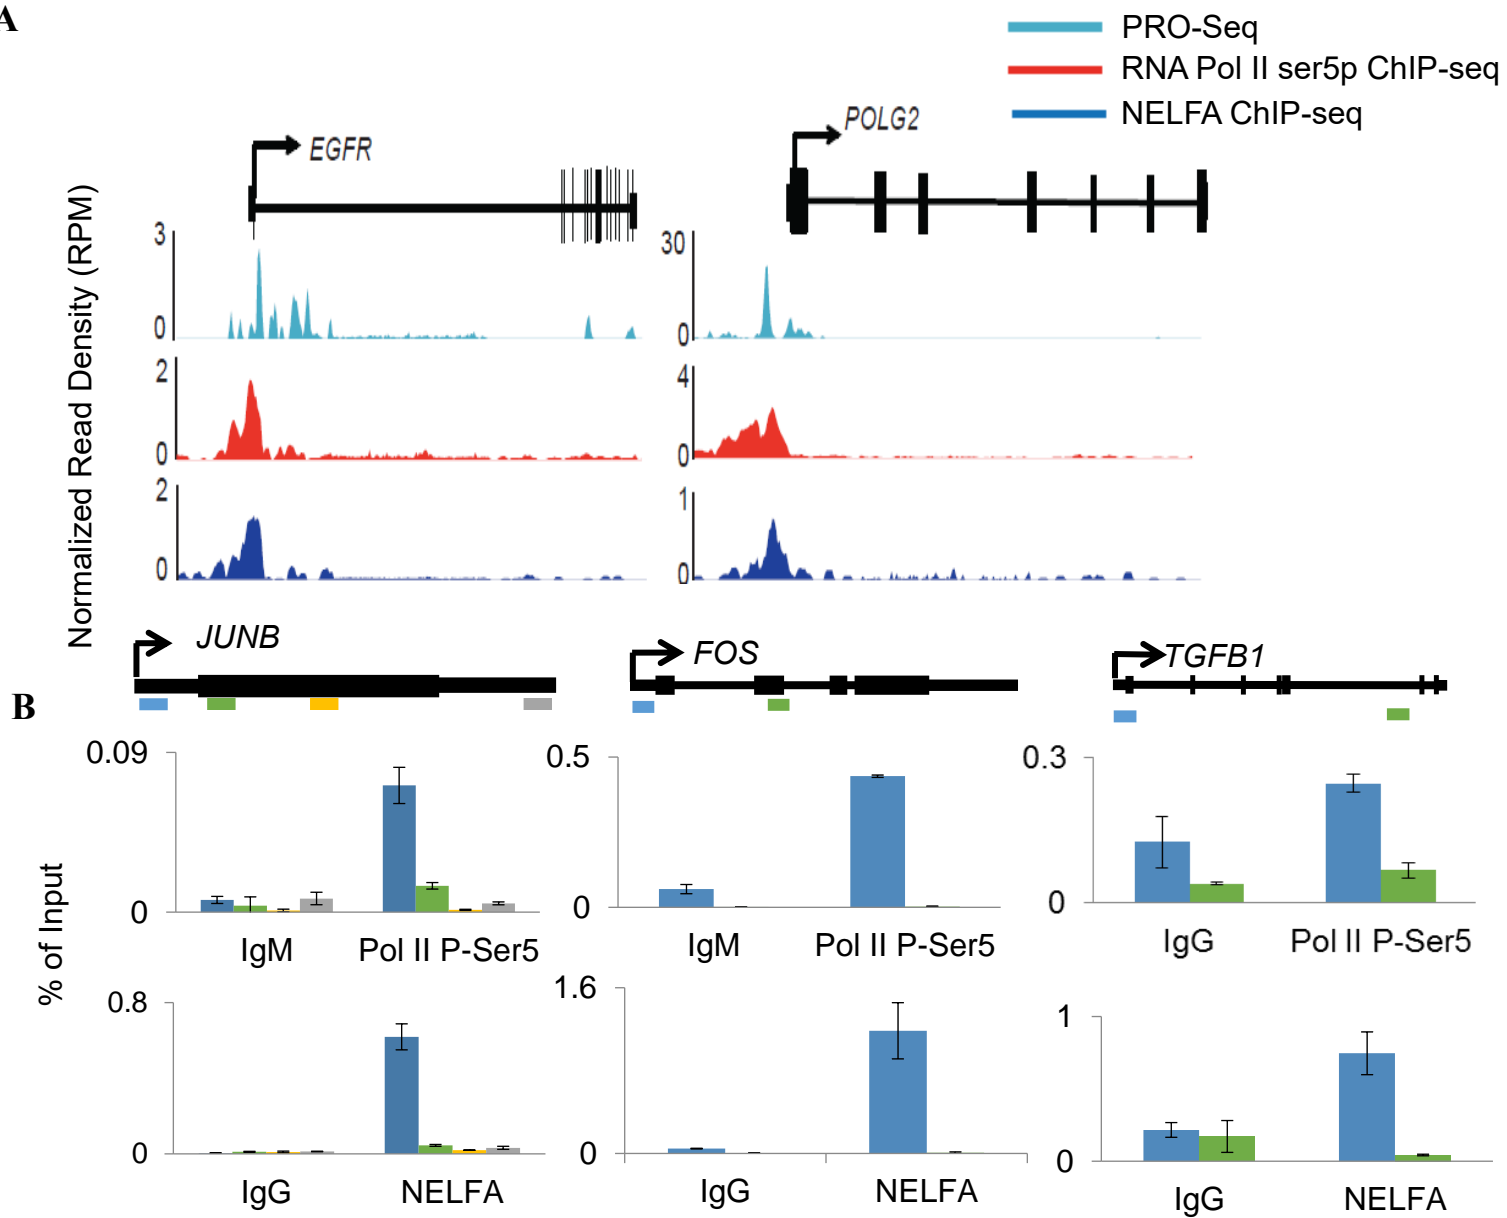 A
PRO-Seq
RNA Pol II ser5p ChIP-seq
NELFA ChIP-seq
EGFR
POLG2
Normalized Read Density (RPM)
3
0
30
0
2
0
4
0
2
0
1
0
JUNB
FOS
TGFB1
B
% of Input
0.09
0
IgM
Pol II P-Ser5
0.5
0
IgM
Pol II P-Ser5
0.3
0
IgG
Pol II P-Ser5
0.8
0
IgG
NELFA
1.6
0
IgG
NELFA
1
0
IgG
NELFA